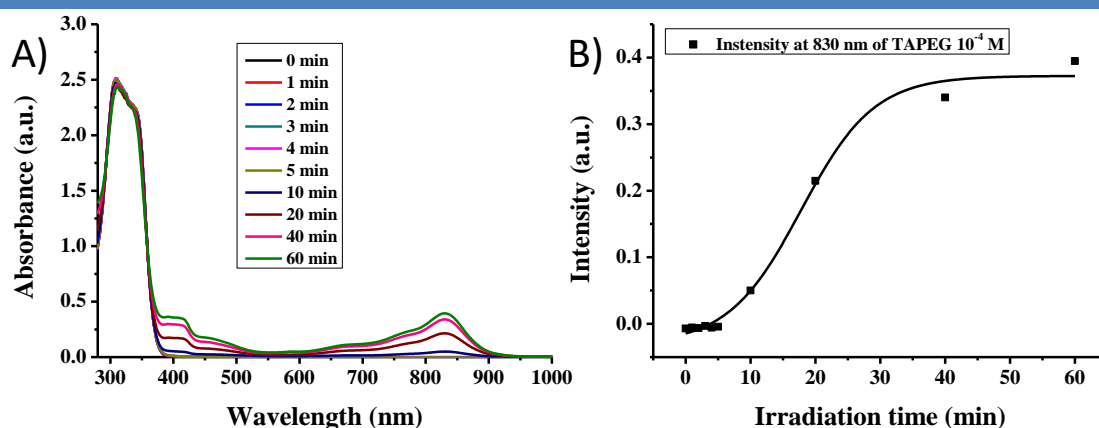 A)
3.0
2.5
2.0
1.5
1.0
0.5
0.0
Absorbance (a.u.)
0 min
1 min
2 min
3 min
4 min
5 min
10 min
20 min
40 min
60 min
300 400 500 600 700 800 900 1000
Wavelength (nm)
B)
Instensity at 830 nm of TAPEG 10⁻⁴ M
0.4
0.3
0.2
0.1
0.0
Intensity (a.u.)
0 10 20 30 40 50 60
Irradiation time (min)